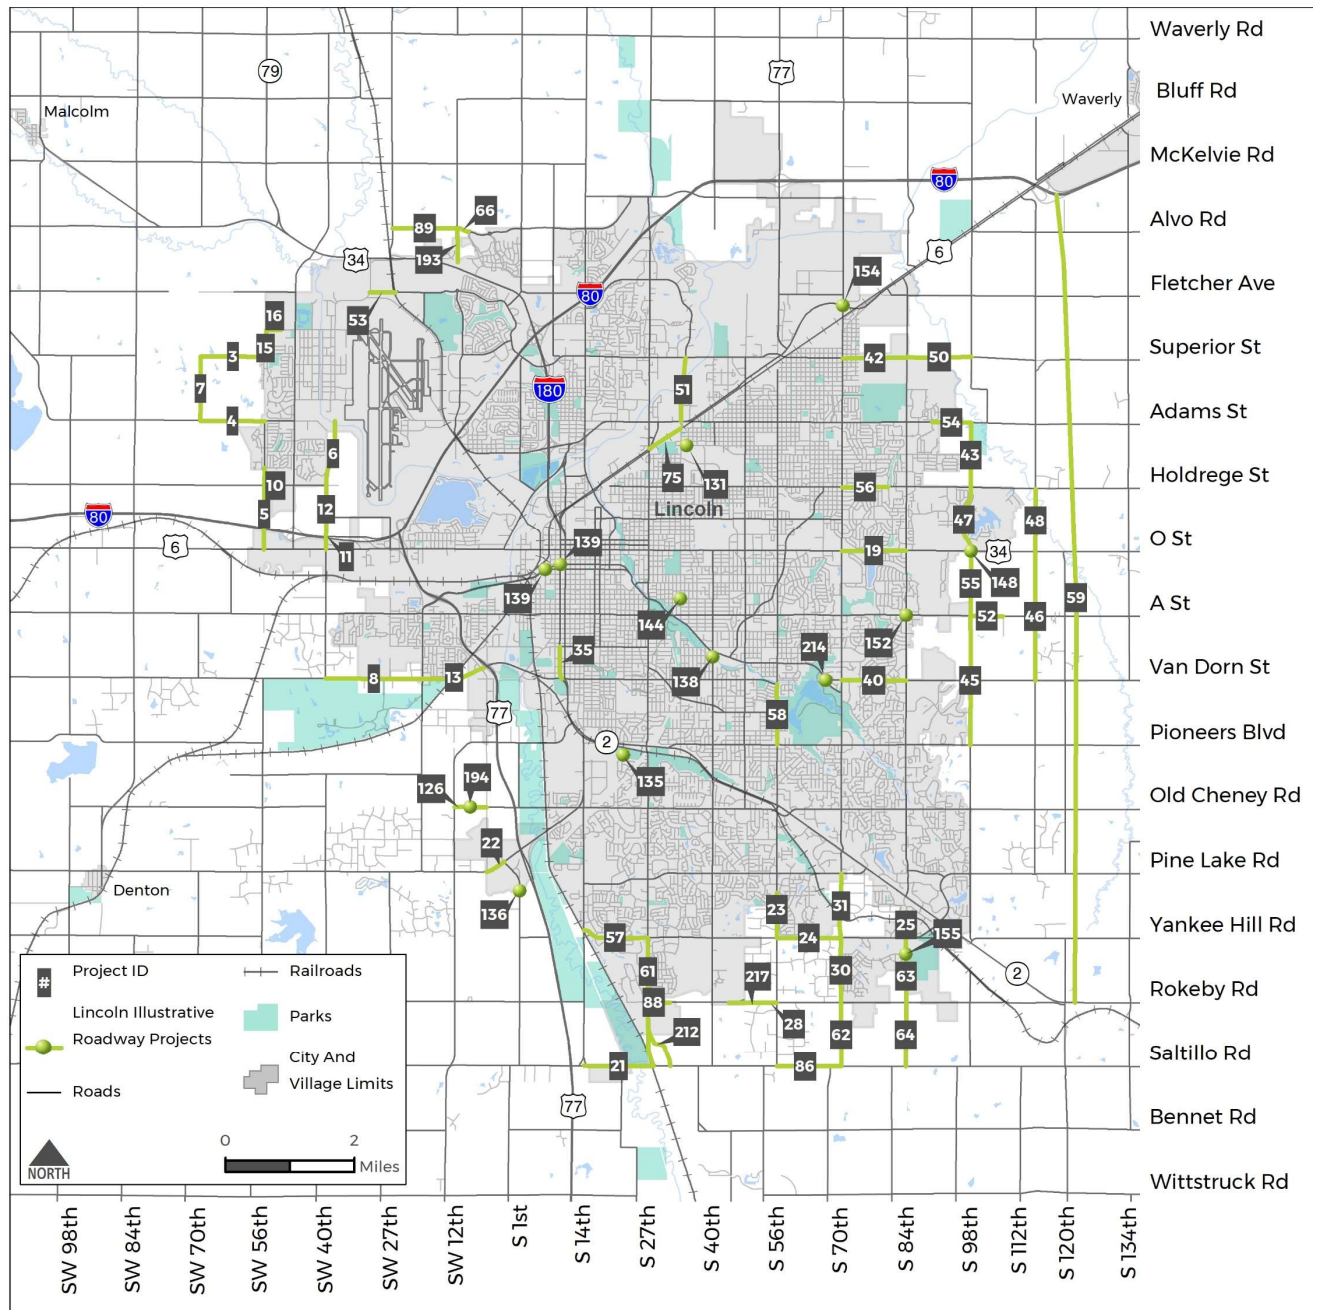 Waverly Rd
79
77
Bluff Rd
Waverly
Malcolm
McKelvie Rd
80
66
Alvo Rd
89
6
193
34
154
Fletcher Ave
80
16
53
15
Superior St
3
42
50
7
180
51
Adams St
4
54
6
43
Holdrege St
10
75
131
56
12
Lincoln
80
5
47
48
O St
6
11
139
19
34
148
55
139
59
A St
144
52
46
152
35
214
Van Dorn St
8
13
138
40
45
77
58
Pioneers Blvd
2
194
126
135
Old Cheney Rd
22
Pine Lake Rd
Denton
136
23
31
25
Yankee Hill Rd
57
24
155
61
217
30
63
2
Rokeby Rd
88
28
212
62
64
Saltillo Rd
21
86
77
Bennet Rd
Wittstruck Rd
# Project ID
Railroads
Lincoln Illustrative
Roadway Projects
Parks
Roads
City And
Village Limits
NORTH
0 2
Miles
SW 98th
SW 84th
SW 70th
SW 56th
SW 40th
SW 27th
SW 12th
S 1st
S 14th
S 27th
S 40th
S 56th
S 70th
S 84th
S 98th
S 112th
S 120th
S 134th